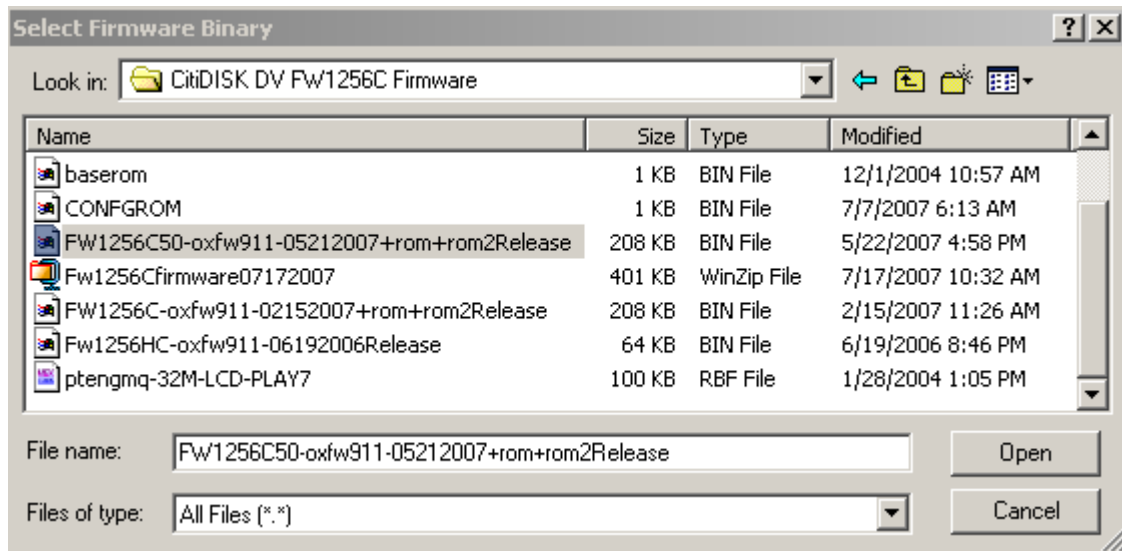 Select Firmware Binary
Look in: CitiDISK DV FW1256C Firmware
Name Size Type Modified
baserom 1 KB BIN File 12/1/2004 10:57 AM
CONFGROM 1 KB BIN File 7/7/2007 6:13 AM
FW1256C50-oxfw911-05212007+rom+rom2Release 208 KB BIN File 5/22/2007 4:58 PM
Fw1256Cfirmware07172007 401 KB WinZip File 7/17/2007 10:32 AM
FW1256C-oxfw911-02152007+rom+rom2Release 208 KB BIN File 2/15/2007 11:26 AM
Fw1256HC-oxfw911-06192006Release 64 KB BIN File 6/19/2006 8:46 PM
ptengmq-32M-LCD-PLAY7 100 KB RBF File 1/28/2004 1:05 PM
File name: FW1256C50-oxfw911-05212007+rom+rom2Release Open
Files of type: All Files (*.*) Cancel